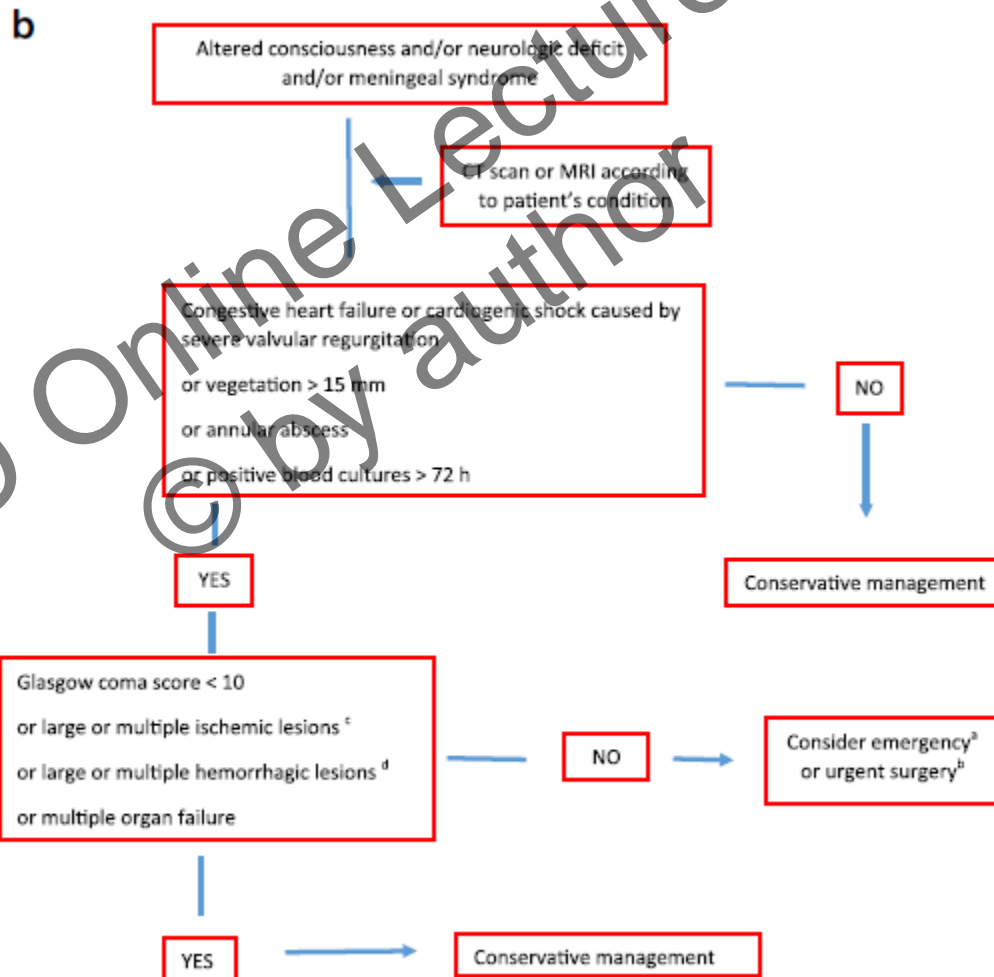 b
Altered consciousness and/or neurologic deficit
and/or meningeal syndrome
CT scan or MRI according
to patient's condition
Congestive heart failure or cardiogenic shock caused by
severe valvular regurgitation
or vegetation > 15 mm
or annular abscess
or positive blood cultures > 72 h
NO
YES
Conservative management
Glasgow coma score < 10
or large or multiple ischemic lesions c
or large or multiple hemorrhagic lesions d
or multiple organ failure
NO
Consider emergencya
or urgent surgeryb
YES
Conservative management
Online Lecture
© by author